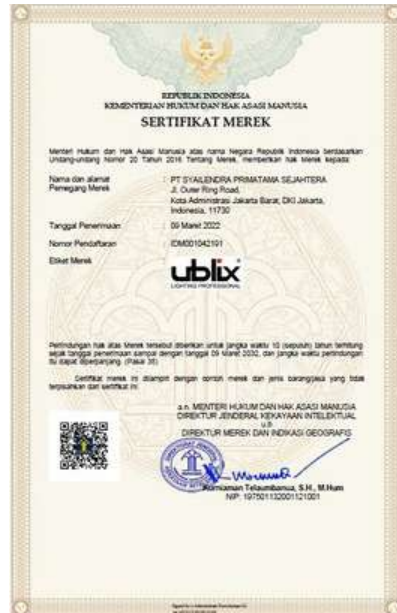 REPUBLIK INDONESIA
KEMENTERIAN HUKUM DAN HAK ASASI MANUSIA
SERTIFIKAT MEREK
Menteri Hukum dan Hak Asasi Manusia atas nama Negara Republik Indonesia berdasarkan
Undang-undang Nomor 20 Tahun 2016 Tentang Merek, memberikan hak Merek kepada:
Nama dan alamat : PT SYAILENDRA PRIMATAMA SEJAHTERA
Pemegang Merek Jl. Outer Ring Road,
Kota Administrasi Jakarta Barat, DKI Jakarta,
Indonesia, 11730
Tanggal Penerimaan : 09 Maret 2022
Nomor Pendaftaran : IDM001042191
Etiket Merek
ublix
LIGHTING PROFESSIONAL
Perlindungan hak atas Merek tersebut diberikan untuk jangka waktu 10 (sepuluh) tahun terhitung
sejak tanggal penerimaan sampai dengan tanggal 09 Maret 2032, dan jangka waktu perlindungan
itu dapat diperpanjang. (Pasal 35)
Sertifikat merek ini dilampiri dengan contoh merek dan jenis barang/jasa yang tidak
terpisahkan dari sertifikat ini.
a.n. MENTERI HUKUM DAN HAK ASASI MANUSIA
DIREKTUR JENDERAL KEKAYAAN INTELEKTUAL
u.b
DIREKTUR MEREK DAN INDIKASI GEOGRAFIS
Kurniaman Telaumbanua, S.H., M.Hum
NIP. 197501132001121001